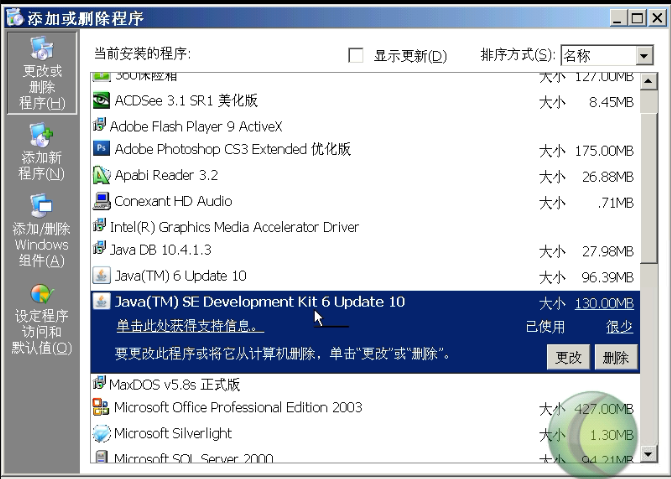 添加或删除程序
更改或
删除
程序(H)
添加新
程序(N)
添加/删除
Windows
组件(A)
设定程序
访问和
默认值(O)
当前安装的程序: 显示更新(D) 排序方式(S): 名称
360保险箱 大小 127.00MB
ACDSee 3.1 SR1 美化版 大小 8.45MB
Adobe Flash Player 9 ActiveX
Adobe Photoshop CS3 Extended 优化版 大小 175.00MB
Apabi Reader 3.2 大小 26.88MB
Conexant HD Audio 大小 .71MB
Intel(R) Graphics Media Accelerator Driver
Java DB 10.4.1.3 大小 27.98MB
Java(TM) 6 Update 10 大小 96.39MB
Java(TM) SE Development Kit 6 Update 10 大小 130.00MB
单击此处获得支持信息。 已使用 很少
要更改此程序或将它从计算机删除，单击“更改”或“删除”。 更改 删除
MaxDOS v5.8s 正式版
Microsoft Office Professional Edition 2003 大小 427.00MB
Microsoft Silverlight 大小 1.30MB
Microsoft SQL Server 2000 大小 94.21MB